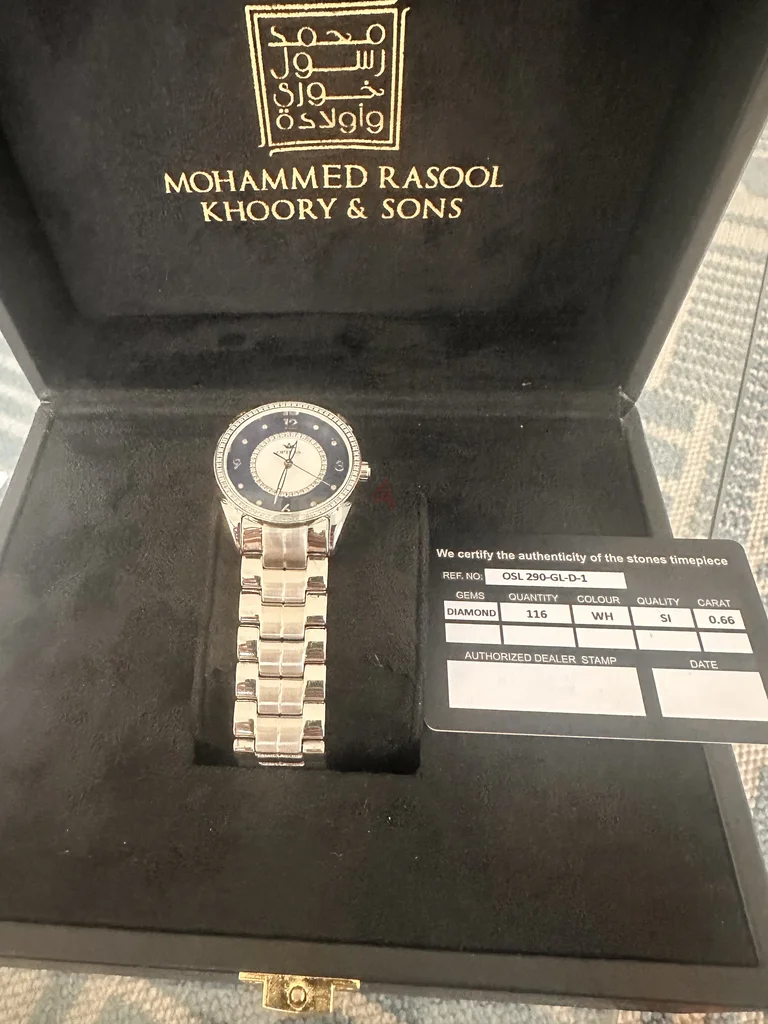 محمد
رسول
خوري
وأولاده
MOHAMMED RASOOL
KHOORY & SONS
12
We certify the authenticity of the stones timepiece
REF. NO: OSL 290-GL-D-1
GEMS QUANTITY COLOUR QUALITY CARAT
DIAMOND 116 WH SI 0.66
AUTHORIZED DEALER STAMP DATE